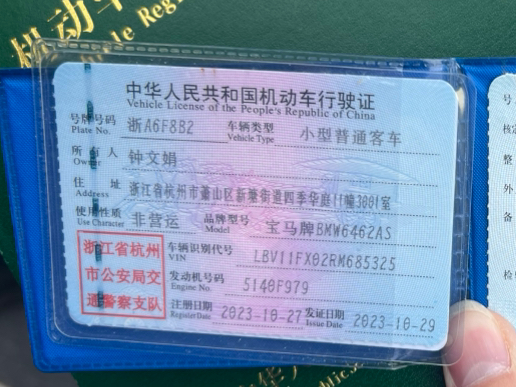 机动车
Vehicle Regi
中华人民共和国机动车行驶证
Vehicle License of the People's Republic of China
号牌号码 浙A6F8B2 车辆类型 小型普通客车
Plate No. Vehicle Type
所有人 钟文娟
Owner
住址 浙江省杭州市萧山区新塘街道四季华庭11幢3001室
Address
使用性质 非营运 品牌型号 宝马牌BMW6462AS
Use Character Model
浙江省杭州市公安局交通警察支队
车辆识别代号 LBV11FX02RM685325
VIN
发动机号码 5140F979
Engine No.
注册日期 2023-10-27 发证日期 2023-10-29
Register Date Issue Date